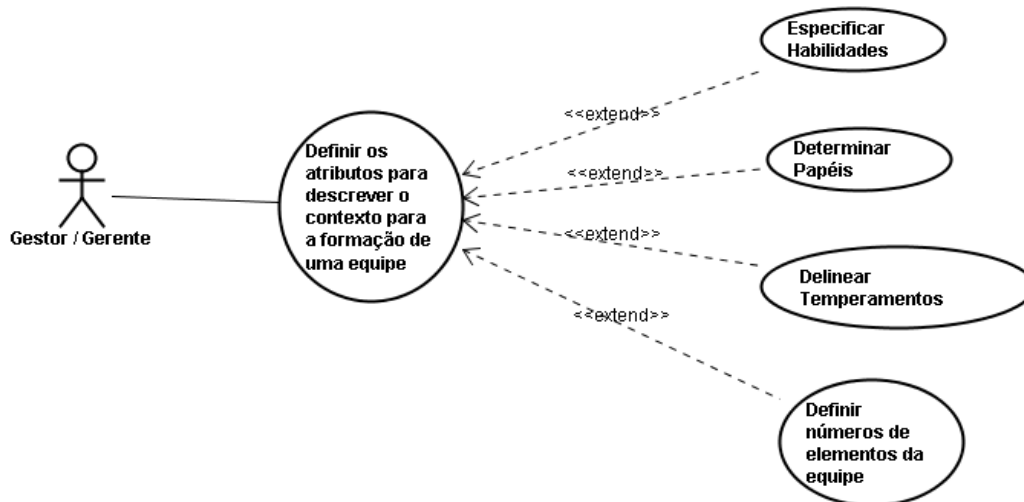 Especificar
Habilidades
<<extend>>
Definir os
atributos para
descrever o
contexto para
a formação de
uma equipe
Determinar
Papéis
<<extend>>
Gestor / Gerente
<<extend>>
Delinear
Temperamentos
<<extend>>
Definir
números de
elementos da
equipe